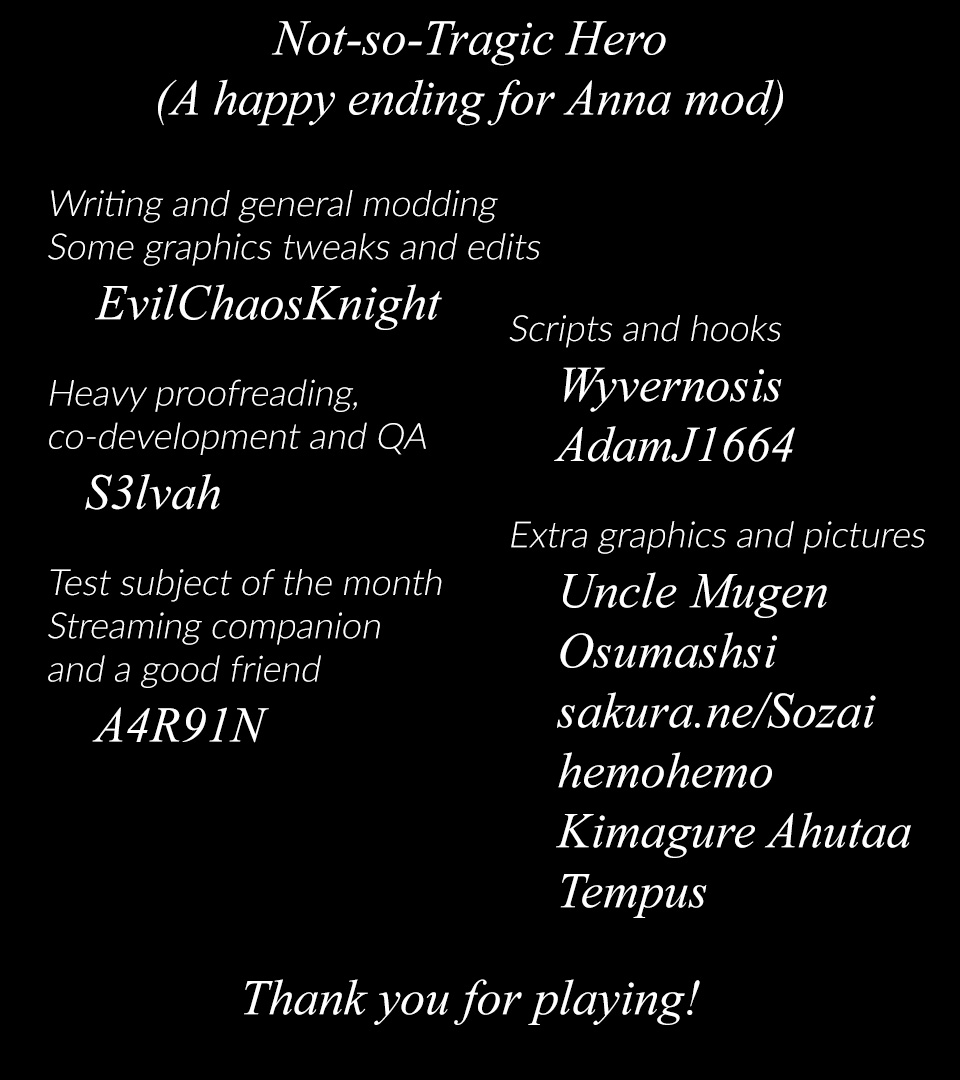 Not-so-Tragic Hero
(A happy ending for Anna mod)
Writing and general modding
Some graphics tweaks and edits
EvilChaosKnight
Heavy proofreading,
co-development and QA
S3lvah
Test subject of the month
Streaming companion
and a good friend
A4R91N
Scripts and hooks
Wyvernosis
AdamJ1664
Extra graphics and pictures
Uncle Mugen
Osumashsi
sakura.ne/Sozai
hemohemo
Kimagure Ahutaa
Tempus
Thank you for playing!